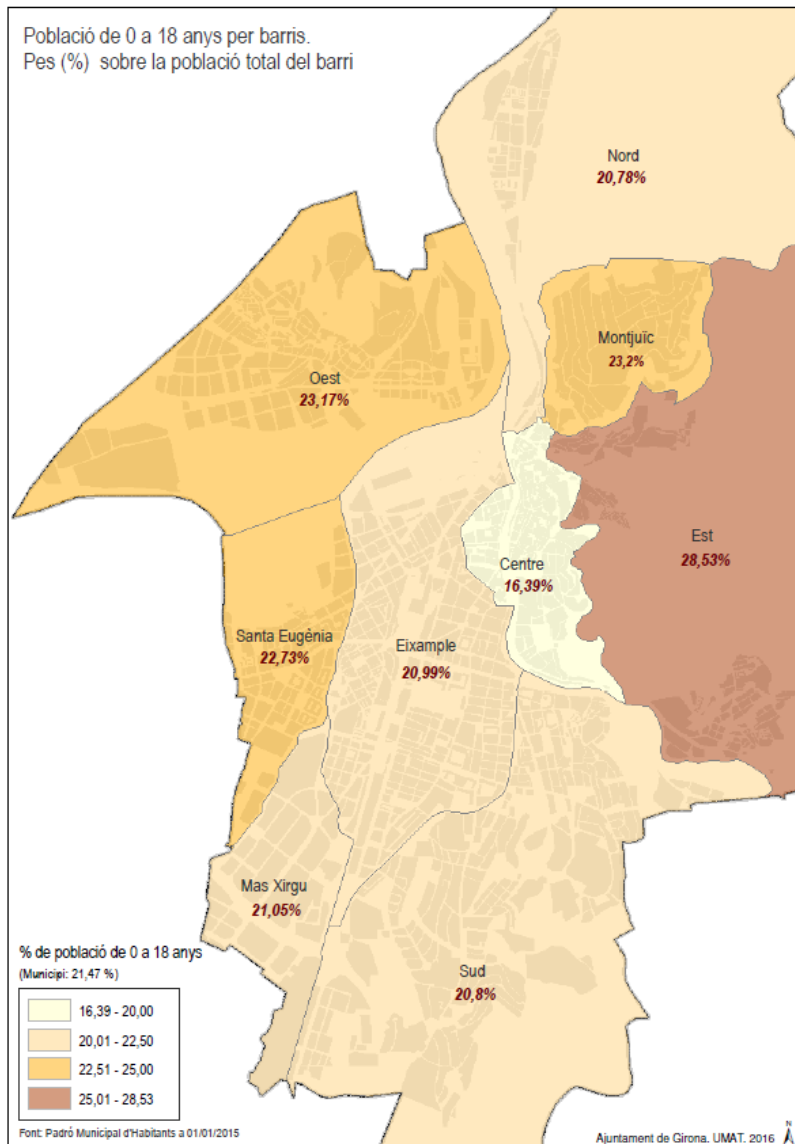 Població de 0 a 18 anys per barris.
Pes (%) sobre la població total del barri
Nord
20,78%
Montjuïc
23,2%
Oest
23,17%
Est
28,53%
Centre
16,39%
Santa Eugènia
22,73%
Eixample
20,99%
Mas Xirgu
21,05%
Sud
20,8%
% de població de 0 a 18 anys
(Municipi: 21,47 %)
16,39 - 20,00
20,01 - 22,50
22,51 - 25,00
25,01 - 28,53
Font: Padró Municipal d'Habitants a 01/01/2015
Ajuntament de Girona. UMAT. 2016
N